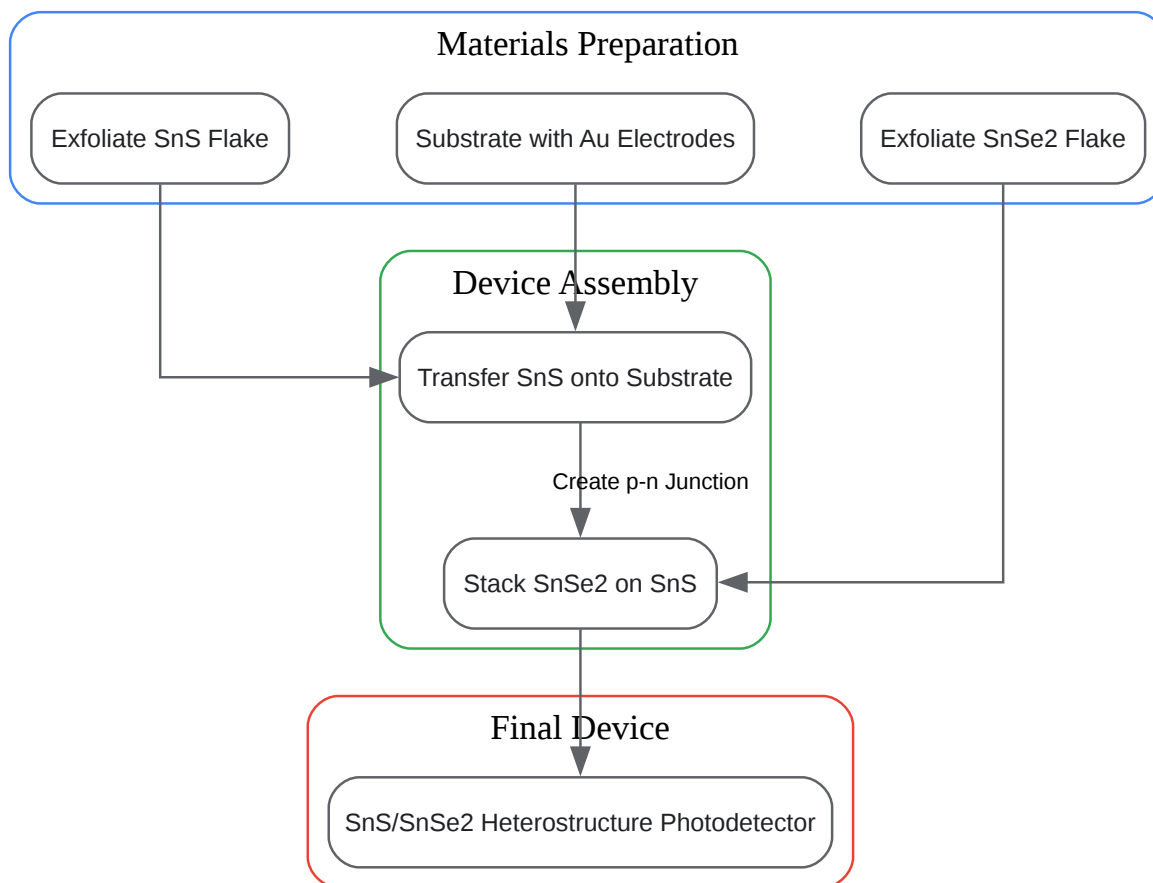 Materials Preparation
Exfoliate SnS Flake
Substrate with Au Electrodes
Exfoliate SnSe2 Flake
Device Assembly
Transfer SnS onto Substrate
Create p-n Junction
Stack SnSe2 on SnS
Final Device
SnS/SnSe2 Heterostructure Photodetector